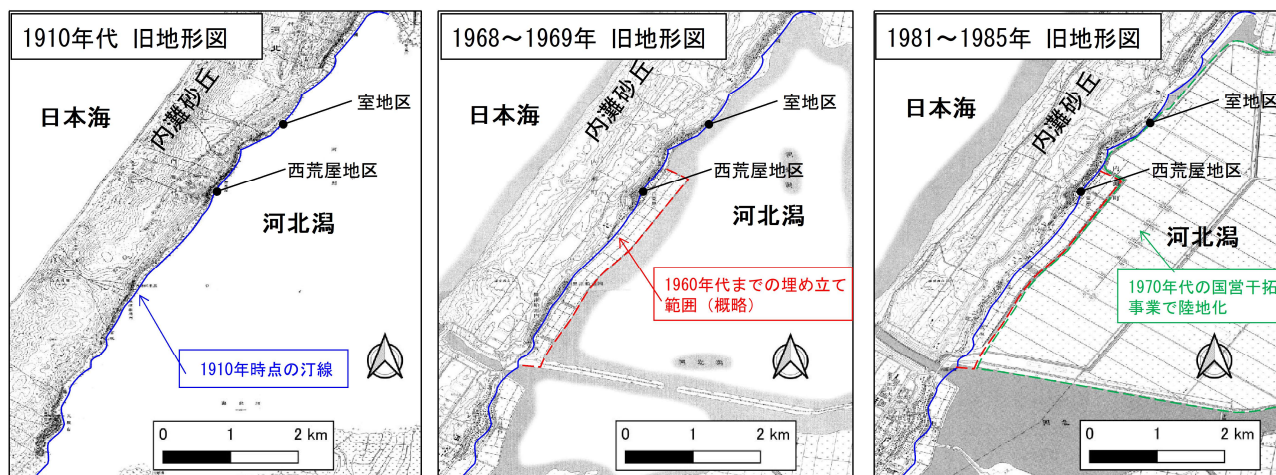 1910年代 旧地形図
日本海
内灘砂丘
室地区
西荒屋地区
河北潟
1910年時点の汀線
0 1 2 km
1968～1969年 旧地形図
日本海
内灘砂丘
室地区
西荒屋地区
河北潟
1960年代までの埋め立て
範囲（概略）
0 1 2 km
1981～1985年 旧地形図
日本海
内灘砂丘
室地区
西荒屋地区
河北潟
1970年代の国営干拓
事業で陸地化
0 1 2 km